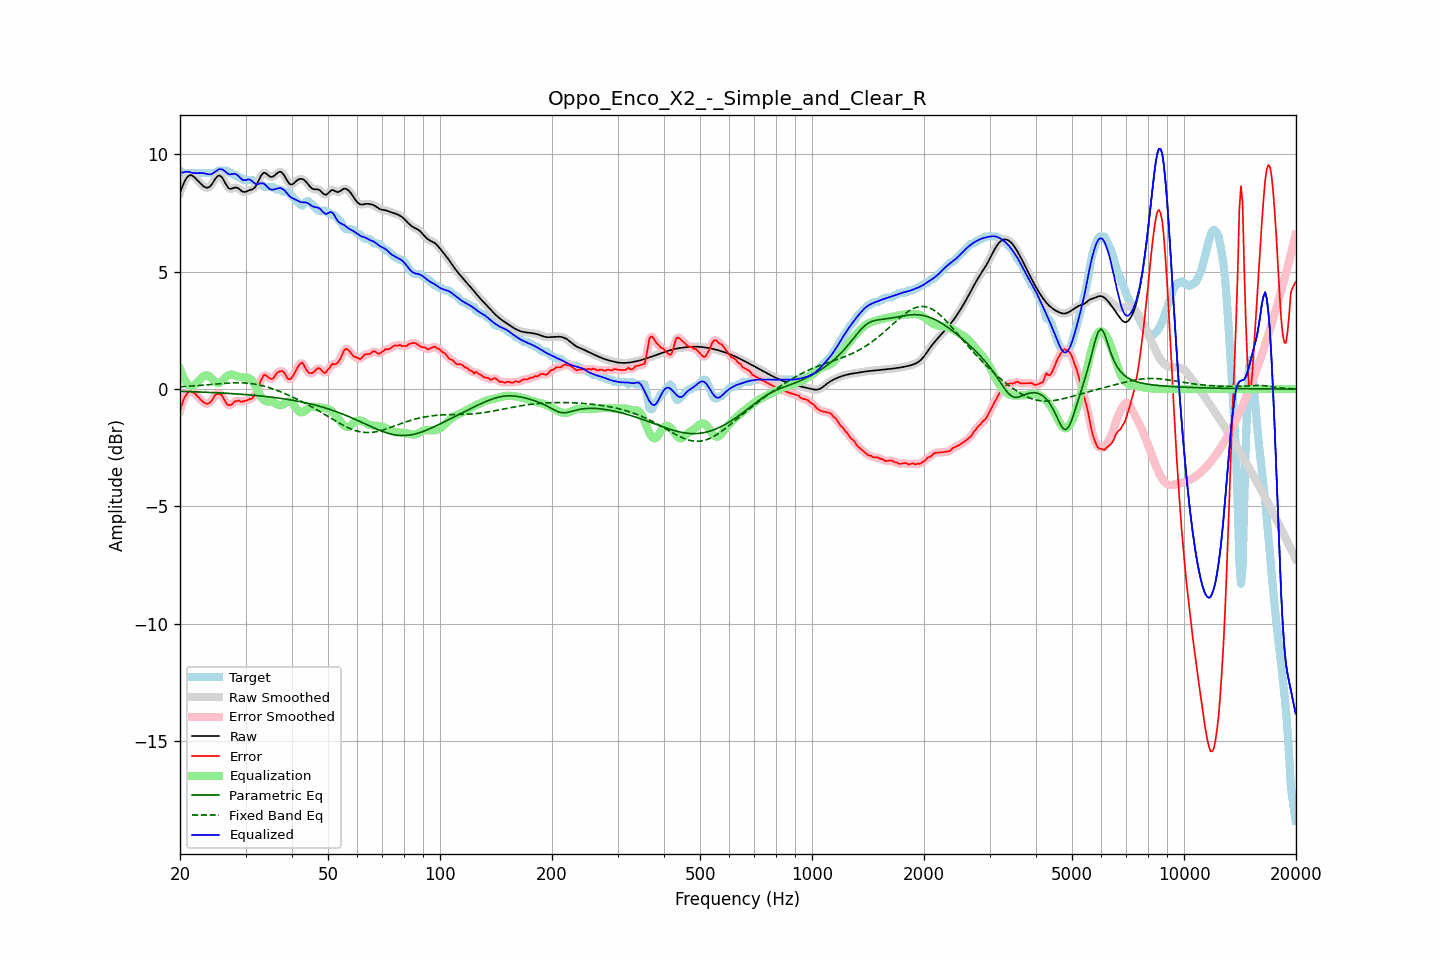 Oppo_Enco_X2_-_Simple_and_Clear_R
10
5
0
−5
−10
−15
Amplitude (dBr)
Target
Raw Smoothed
Error Smoothed
Raw
Error
Equalization
Parametric Eq
Fixed Band Eq
Equalized
20 50 100 200 500 1000 2000 5000 10000 20000
Frequency (Hz)